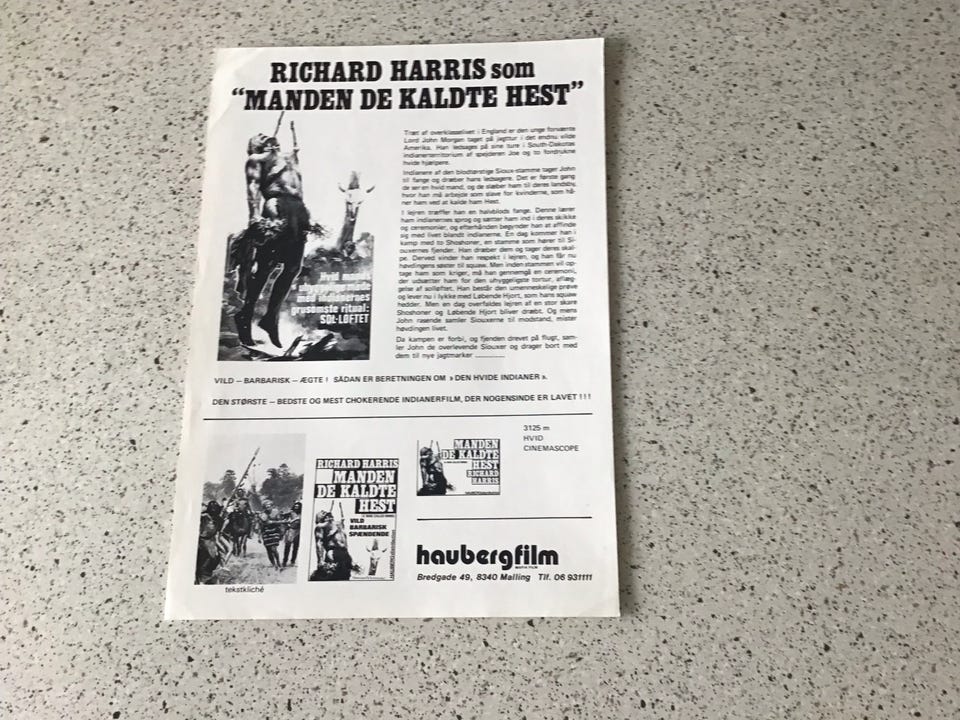 RICHARD HARRIS som
"MANDEN DE KALDTE HEST"
Træt af overklasselivet i England er den unge forvænte
Lord John Morgan taget på jagttur i det endnu vilde
Amerika. Han ledsages på sine ture i South-Dakotas
indianerterritorium af spejderen Joe og to fordrukne
hvide hjælpere.
Indianere af den blodtørstige Sioux-stamme tager John
til fange og dræber hans ledsagere. Det er første gang
de ser en hvid mand, og de slæber ham til deres landsby,
hvor han må arbejde som slave for kvinderne, som hå-
ner ham ved at kalde ham Hest.
I lejren træffer han en halvblods fange. Denne lærer
ham indianernes sprog og sætter ham ind i deres skikke
og ceremonier, og efterhånden begynder han at affinde
sig med livet blandt indianerne. En dag kommer han i
kamp med to Shoshoner, en stamme som hører til Si-
ouxernes fjender. Han dræber dem og tager deres skal-
pe. Derved vinder han respekt i lejren, og han får nu
høvdingens søster til squaw. Men inden stammen vil op-
tage ham som kriger, må han gennemgå en ceremoni,
der udsætter ham for den uhyggeligste tortur, aflæg-
gelse af solløftet. Han består den umenneskelige prøve
og lever nu i lykke med Løbende Hjort, som hans squaw
hedder. Men en dag overfaldes lejren af en stor skare
Shoshoner og Løbende Hjort bliver dræbt. Og mens
John rasende samler Siouxerne til modstand, mister
høvdingen livet.
Da kampen er forbi, og fjenden drevet på flugt, sam-
ler John de overlevende Siouxer og drager bort med
dem til nye jagtmarker
Hvid mands
uhyggelige møde
med indianernes
grusomste ritual:
SOL-LØFTET
VILD – BARBARISK – ÆGTE ! SÅDAN ER BERETNINGEN OM » DEN HVIDE INDIANER ».
DEN STØRSTE – BEDSTE OG MEST CHOKERENDE INDIANERFILM, DER NOGENSINDE ER LAVET !!!
3125 m
HVID
CINEMASCOPE
RICHARD HARRIS
MANDEN
DE KALDTE
HEST
VILD
BARBARISK
SPÆNDENDE
MANDEN
DE KALDTE
HEST
RICHARD
HARRIS
tekstkliché
haubergfilm
Bredgade 49, 8340 Malling Tlf. 06 931111